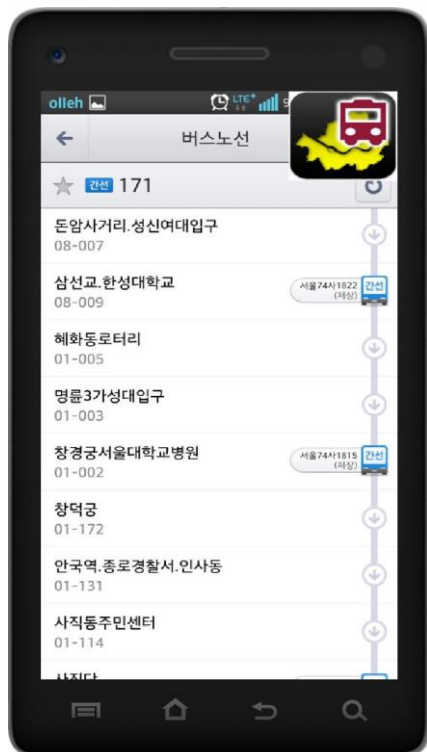 olleh LTE+
버스노선
간선 171
돈암사거리.성신여대입구
08-007
삼선교.한성대학교
08-009
서울74사1822
(저상)
간선
혜화동로터리
01-005
명륜3가성대입구
01-003
창경궁서울대학교병원
01-002
서울74사1815
(저상)
간선
창덕궁
01-172
안국역.종로경찰서.인사동
01-131
사직동주민센터
01-114